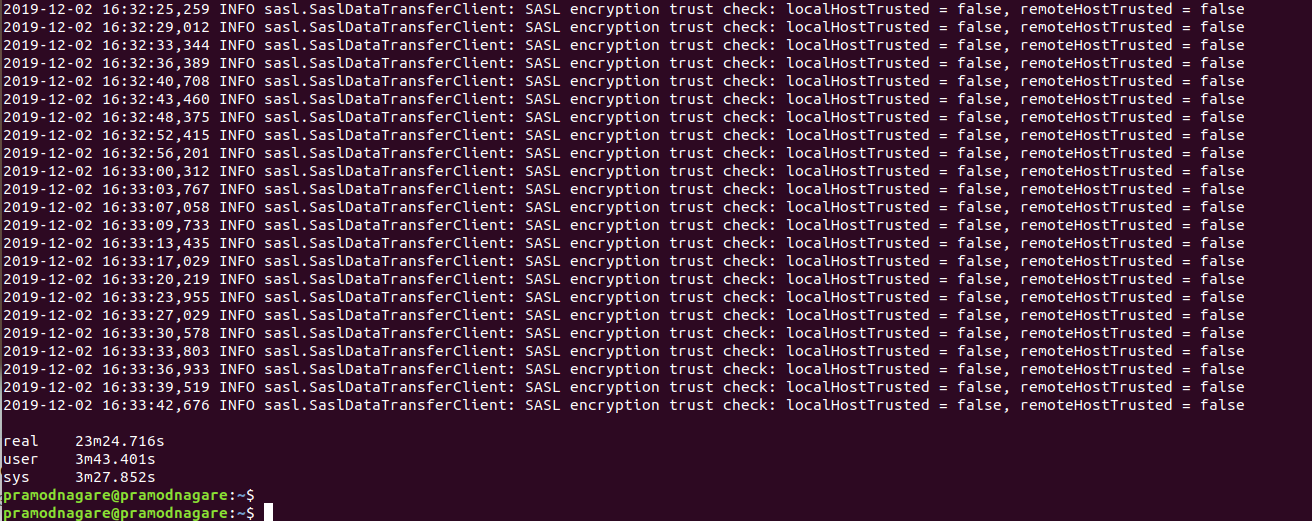 2019-12-02 16:32:25,259 INFO sasl.SaslDataTransferClient: SASL encryption trust check: localHostTrusted = false, remoteHostTrusted = false
2019-12-02 16:32:29,012 INFO sasl.SaslDataTransferClient: SASL encryption trust check: localHostTrusted = false, remoteHostTrusted = false
2019-12-02 16:32:33,344 INFO sasl.SaslDataTransferClient: SASL encryption trust check: localHostTrusted = false, remoteHostTrusted = false
2019-12-02 16:32:36,389 INFO sasl.SaslDataTransferClient: SASL encryption trust check: localHostTrusted = false, remoteHostTrusted = false
2019-12-02 16:32:40,708 INFO sasl.SaslDataTransferClient: SASL encryption trust check: localHostTrusted = false, remoteHostTrusted = false
2019-12-02 16:32:43,460 INFO sasl.SaslDataTransferClient: SASL encryption trust check: localHostTrusted = false, remoteHostTrusted = false
2019-12-02 16:32:48,375 INFO sasl.SaslDataTransferClient: SASL encryption trust check: localHostTrusted = false, remoteHostTrusted = false
2019-12-02 16:32:52,415 INFO sasl.SaslDataTransferClient: SASL encryption trust check: localHostTrusted = false, remoteHostTrusted = false
2019-12-02 16:32:56,201 INFO sasl.SaslDataTransferClient: SASL encryption trust check: localHostTrusted = false, remoteHostTrusted = false
2019-12-02 16:33:00,312 INFO sasl.SaslDataTransferClient: SASL encryption trust check: localHostTrusted = false, remoteHostTrusted = false
2019-12-02 16:33:03,767 INFO sasl.SaslDataTransferClient: SASL encryption trust check: localHostTrusted = false, remoteHostTrusted = false
2019-12-02 16:33:07,058 INFO sasl.SaslDataTransferClient: SASL encryption trust check: localHostTrusted = false, remoteHostTrusted = false
2019-12-02 16:33:09,733 INFO sasl.SaslDataTransferClient: SASL encryption trust check: localHostTrusted = false, remoteHostTrusted = false
2019-12-02 16:33:13,435 INFO sasl.SaslDataTransferClient: SASL encryption trust check: localHostTrusted = false, remoteHostTrusted = false
2019-12-02 16:33:17,029 INFO sasl.SaslDataTransferClient: SASL encryption trust check: localHostTrusted = false, remoteHostTrusted = false
2019-12-02 16:33:20,219 INFO sasl.SaslDataTransferClient: SASL encryption trust check: localHostTrusted = false, remoteHostTrusted = false
2019-12-02 16:33:23,955 INFO sasl.SaslDataTransferClient: SASL encryption trust check: localHostTrusted = false, remoteHostTrusted = false
2019-12-02 16:33:27,029 INFO sasl.SaslDataTransferClient: SASL encryption trust check: localHostTrusted = false, remoteHostTrusted = false
2019-12-02 16:33:30,578 INFO sasl.SaslDataTransferClient: SASL encryption trust check: localHostTrusted = false, remoteHostTrusted = false
2019-12-02 16:33:33,803 INFO sasl.SaslDataTransferClient: SASL encryption trust check: localHostTrusted = false, remoteHostTrusted = false
2019-12-02 16:33:36,933 INFO sasl.SaslDataTransferClient: SASL encryption trust check: localHostTrusted = false, remoteHostTrusted = false
2019-12-02 16:33:39,519 INFO sasl.SaslDataTransferClient: SASL encryption trust check: localHostTrusted = false, remoteHostTrusted = false
2019-12-02 16:33:42,676 INFO sasl.SaslDataTransferClient: SASL encryption trust check: localHostTrusted = false, remoteHostTrusted = false
real 23m24.716s
user 3m43.401s
sys 3m27.852s
pramodnagare@pramodnagare:~$
pramodnagare@pramodnagare:~$